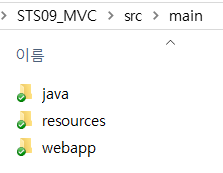 STS09_MVC > src > main
이름
java
resources
webapp